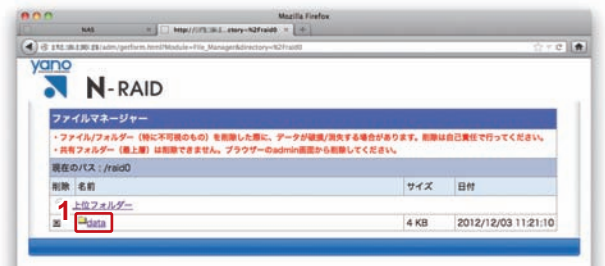 Mozilla Firefox
NAS
yano
N-RAID
ファイルマネージャー
・ファイル/フォルダー（特に不可視のもの）を削除した際に、データが破損/消失する場合があります。削除は自己責任で行ってください。
・共有フォルダー（最上層）は削除できません。ブラウザーのadmin画面から削除してください。
現在のパス : /raid0
削除 名前 サイズ 日付
上位フォルダー
1
data 4 KB 2012/12/03 11:21:10